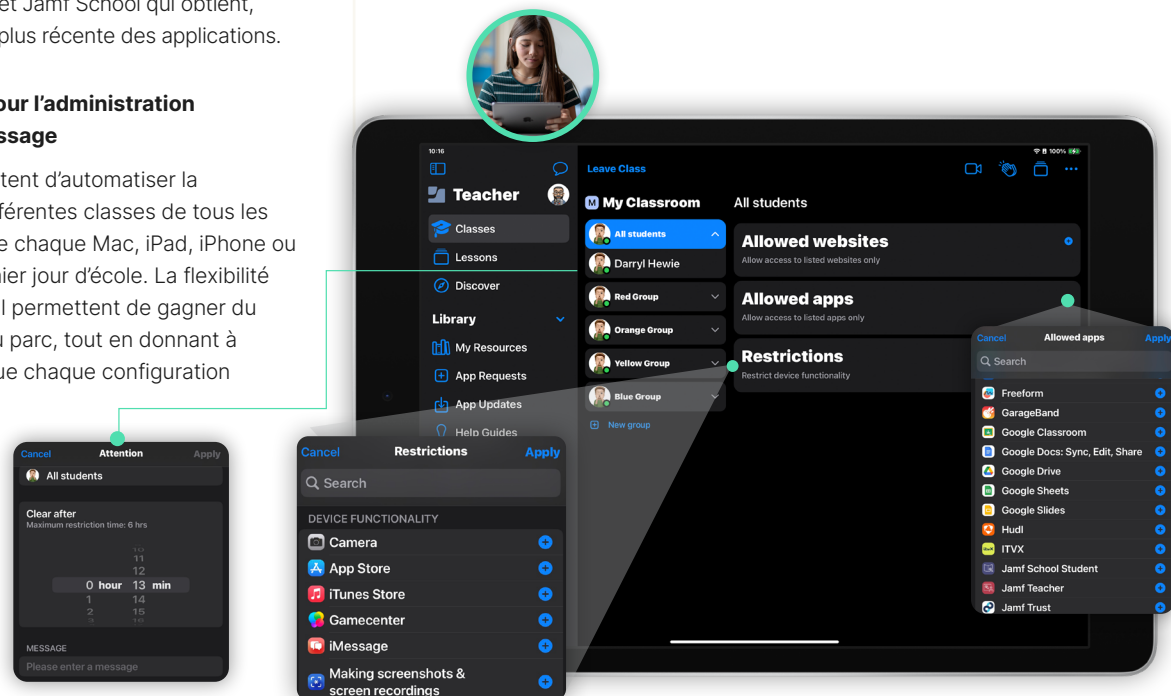 et Jamf School qui obtient,
plus récente des applications.
our l'administration
ssage
tent d'automatiser la
fférentes classes de tous les
e chaque Mac, iPad, iPhone ou
nier jour d'école. La flexibilité
il permettent de gagner du
u parc, tout en donnant à
ue chaque configuration
10:16
100%
Teacher
Classes
Lessons
Discover
Library
My Resources
App Requests
App Updates
Help Guides
Leave Class
M My Classroom
All students
Darryl Hewie
Red Group
Orange Group
Yellow Group
Blue Group
New group
All students
Allowed websites
Allow access to listed websites only
Allowed apps
Allow access to listed apps only
Restrictions
Restrict device functionality
Cancel Allowed apps Apply
Search
Freeform
GarageBand
Google Classroom
Google Docs: Sync, Edit, Share
Google Drive
Google Sheets
Google Slides
Hudl
ITVX
Jamf School Student
Jamf Teacher
Jamf Trust
Cancel Attention Apply
All students
Clear after
Maximum restriction time: 6 hrs
10
11
12
0 hour 13 min
1 14
2 15
3 16
MESSAGE
Please enter a message
Cancel Restrictions Apply
Search
DEVICE FUNCTIONALITY
Camera
App Store
iTunes Store
Gamecenter
iMessage
Making screenshots &
screen recordings